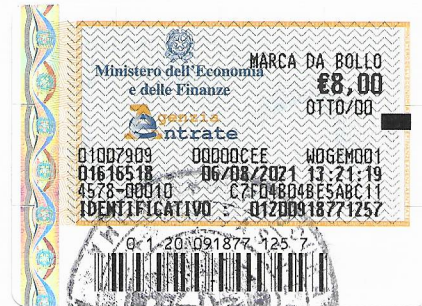 Ministero dell'Economia
e delle Finanze
MARCA DA BOLLO
€8,00
OTTO/00
Agenzia
Entrate
01007909 00000CEE W0GEM001
01616518 06/08/2021 13:21:19
4578-00010 C7F04B04BE5ABC11
IDENTIFICATIVO : 01200918771257
0 1 20 091877 125 7